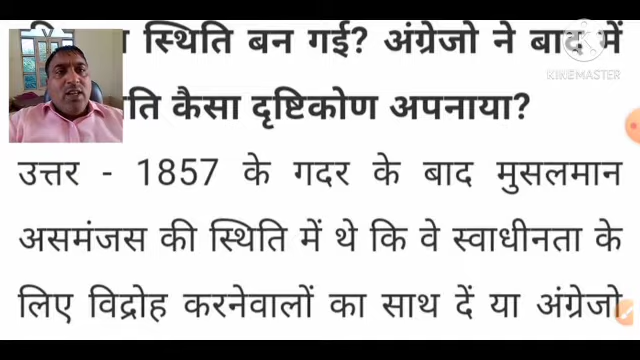 स्थिति बन गई? अंग्रेजो ने बाद में
कैसा दृष्टिकोण अपनाया?
उत्तर - 1857 के गदर के बाद मुसलमान
असमंजस की स्थिति में थे कि वे स्वाधीनता के
लिए विद्रोह करनेवालों का साथ दें या अंग्रेजो
KINEMASTER